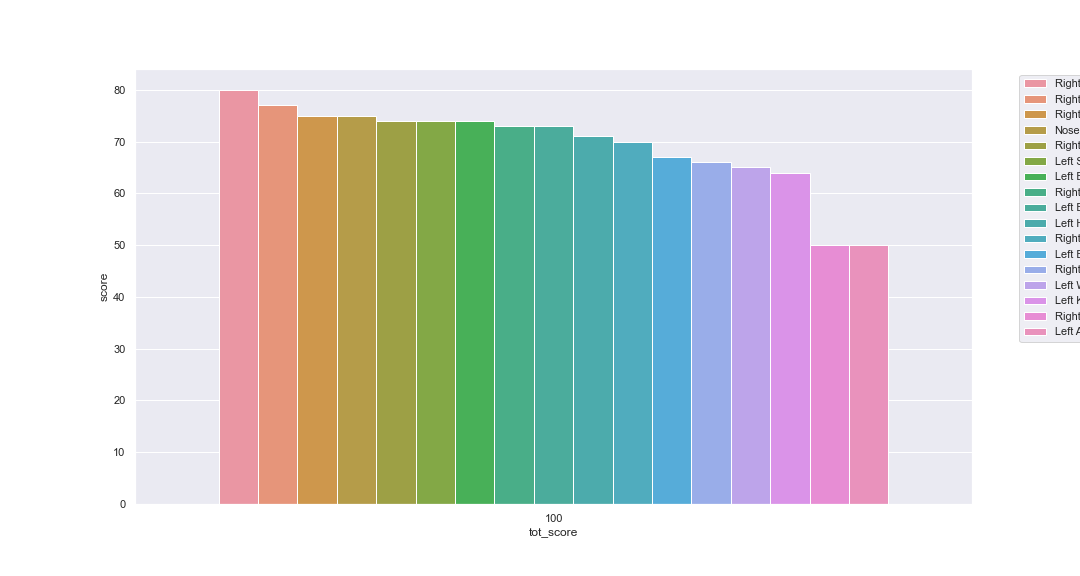 80
70
60
50
40
30
20
10
0
score
100
tot_score
Right
Right
Right
Nose
Right
Left
Left
Right
Left
Left
Right
Left
Right
Left
Left
Right
Left